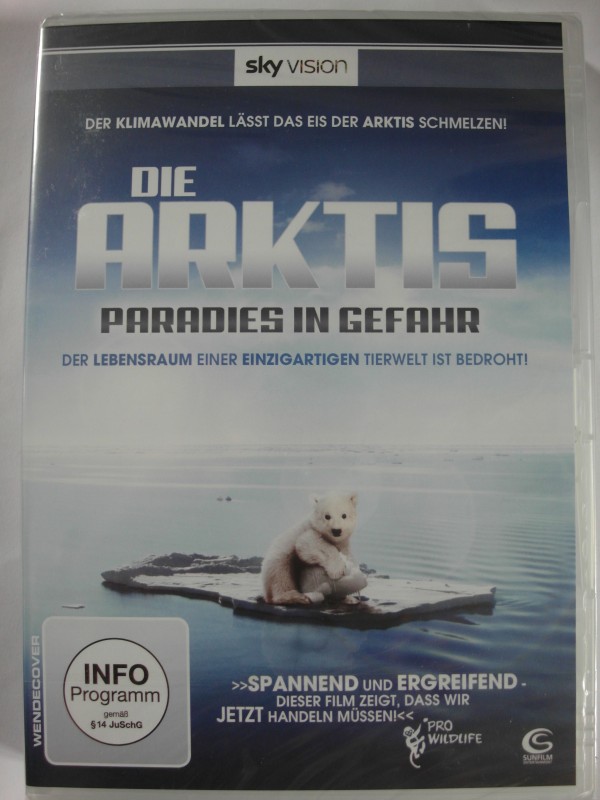 sky VISION
DER KLIMAWANDEL LÄSST DAS EIS DER ARKTIS SCHMELZEN!
DIE
ARKTIS
PARADIES IN GEFAHR
DER LEBENSRAUM EINER EINZIGARTIGEN TIERWELT IST BEDROHT!
WENDECOVER
INFO
Programm
gemäß
§ 14 JuSchG
>>SPANNEND UND ERGREIFEND -
DIESER FILM ZEIGT, DASS WIR
JETZT HANDELN MÜSSEN!<<
PRO
WILDLIFE
SUNFILM
ENTERTAINMENT